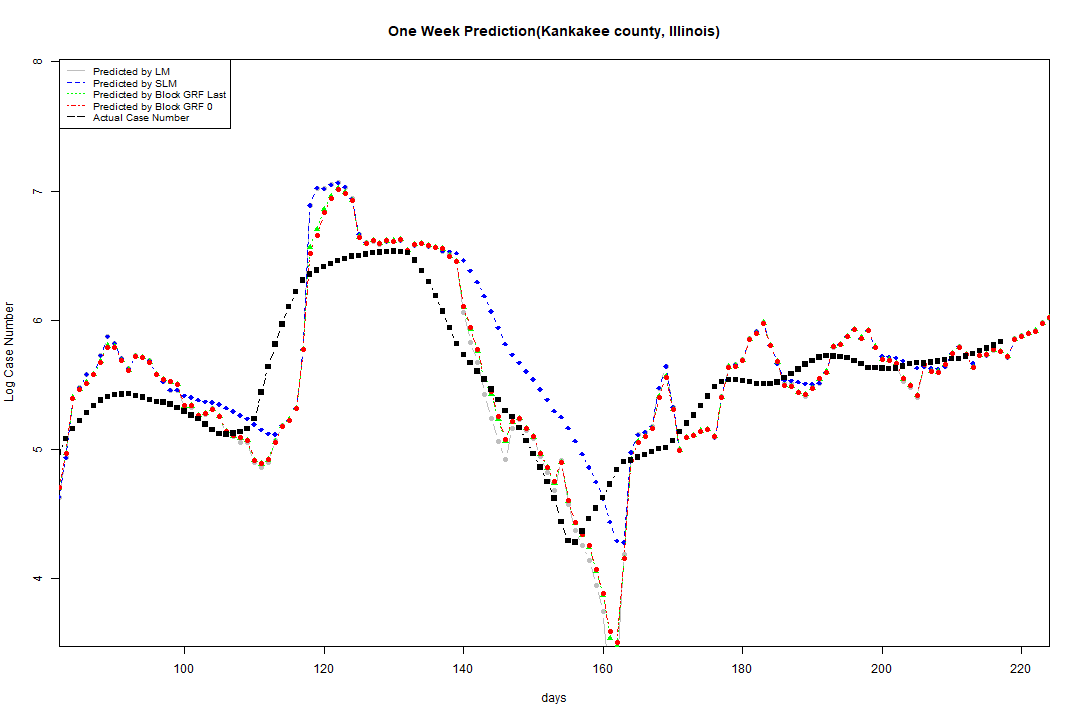 One Week Prediction(Kankakee county, Illinois)
Predicted by LM
Predicted by SLM
Predicted by Block GRF Last
Predicted by Block GRF 0
Actual Case Number
8
7
6
5
4
Log Case Number
100 120 140 160 180 200 220
days